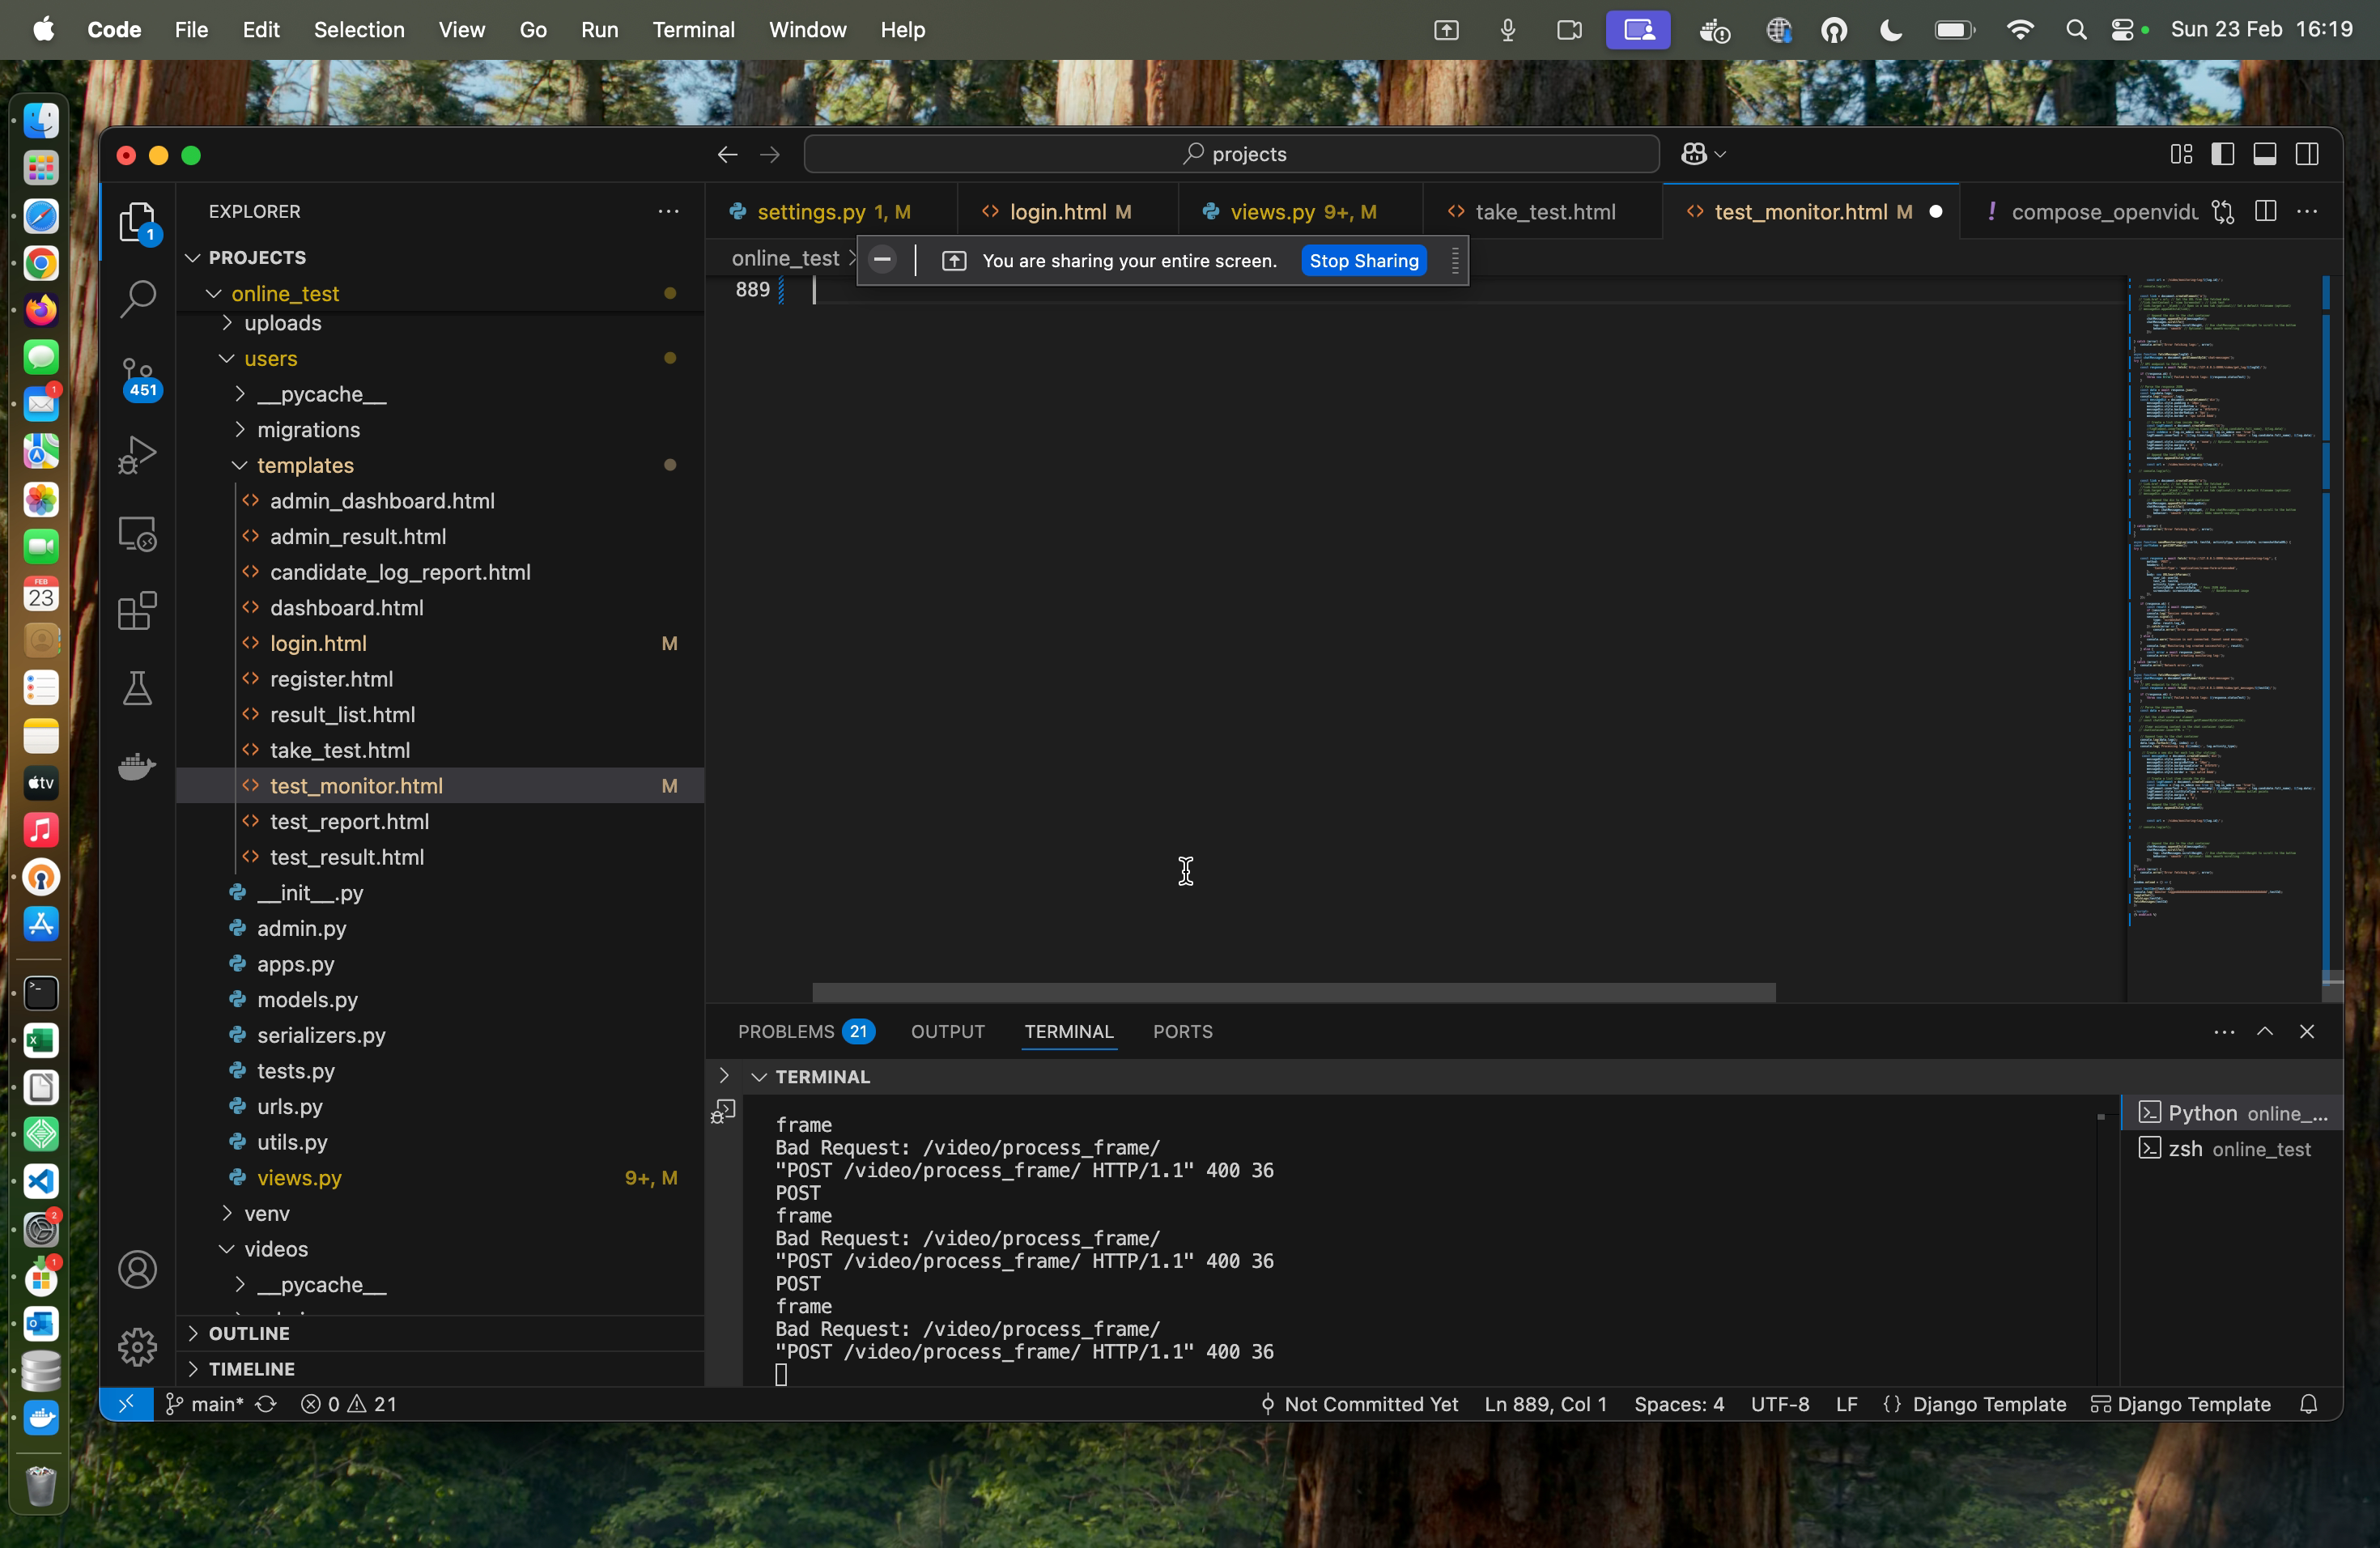 Code File Edit Selection View Go Run Terminal Window Help
Sun 23 Feb 16:19
projects
EXPLORER
settings.py 1, M
login.html M
views.py 9+, M
take_test.html
test_monitor.html M
compose_openvidu
PROJECTS
online_test >
You are sharing your entire screen.
Stop Sharing
online_test
889
uploads
users
__pycache__
migrations
templates
admin_dashboard.html
admin_result.html
candidate_log_report.html
dashboard.html
login.html M
register.html
result_list.html
take_test.html
test_monitor.html M
test_report.html
test_result.html
__init__.py
admin.py
apps.py
models.py
serializers.py
tests.py
urls.py
utils.py
views.py 9+, M
venv
videos
__pycache__
OUTLINE
TIMELINE
1
451
FEB
23
1
tv
2
1
PROBLEMS 21 OUTPUT TERMINAL PORTS
TERMINAL
frame
Bad Request: /video/process_frame/
"POST /video/process_frame/ HTTP/1.1" 400 36
POST
frame
Bad Request: /video/process_frame/
"POST /video/process_frame/ HTTP/1.1" 400 36
POST
frame
Bad Request: /video/process_frame/
"POST /video/process_frame/ HTTP/1.1" 400 36
Python online_...
zsh online_test
main* 0 21
Not Committed Yet Ln 889, Col 1 Spaces: 4 UTF-8 LF {} Django Template Django Template